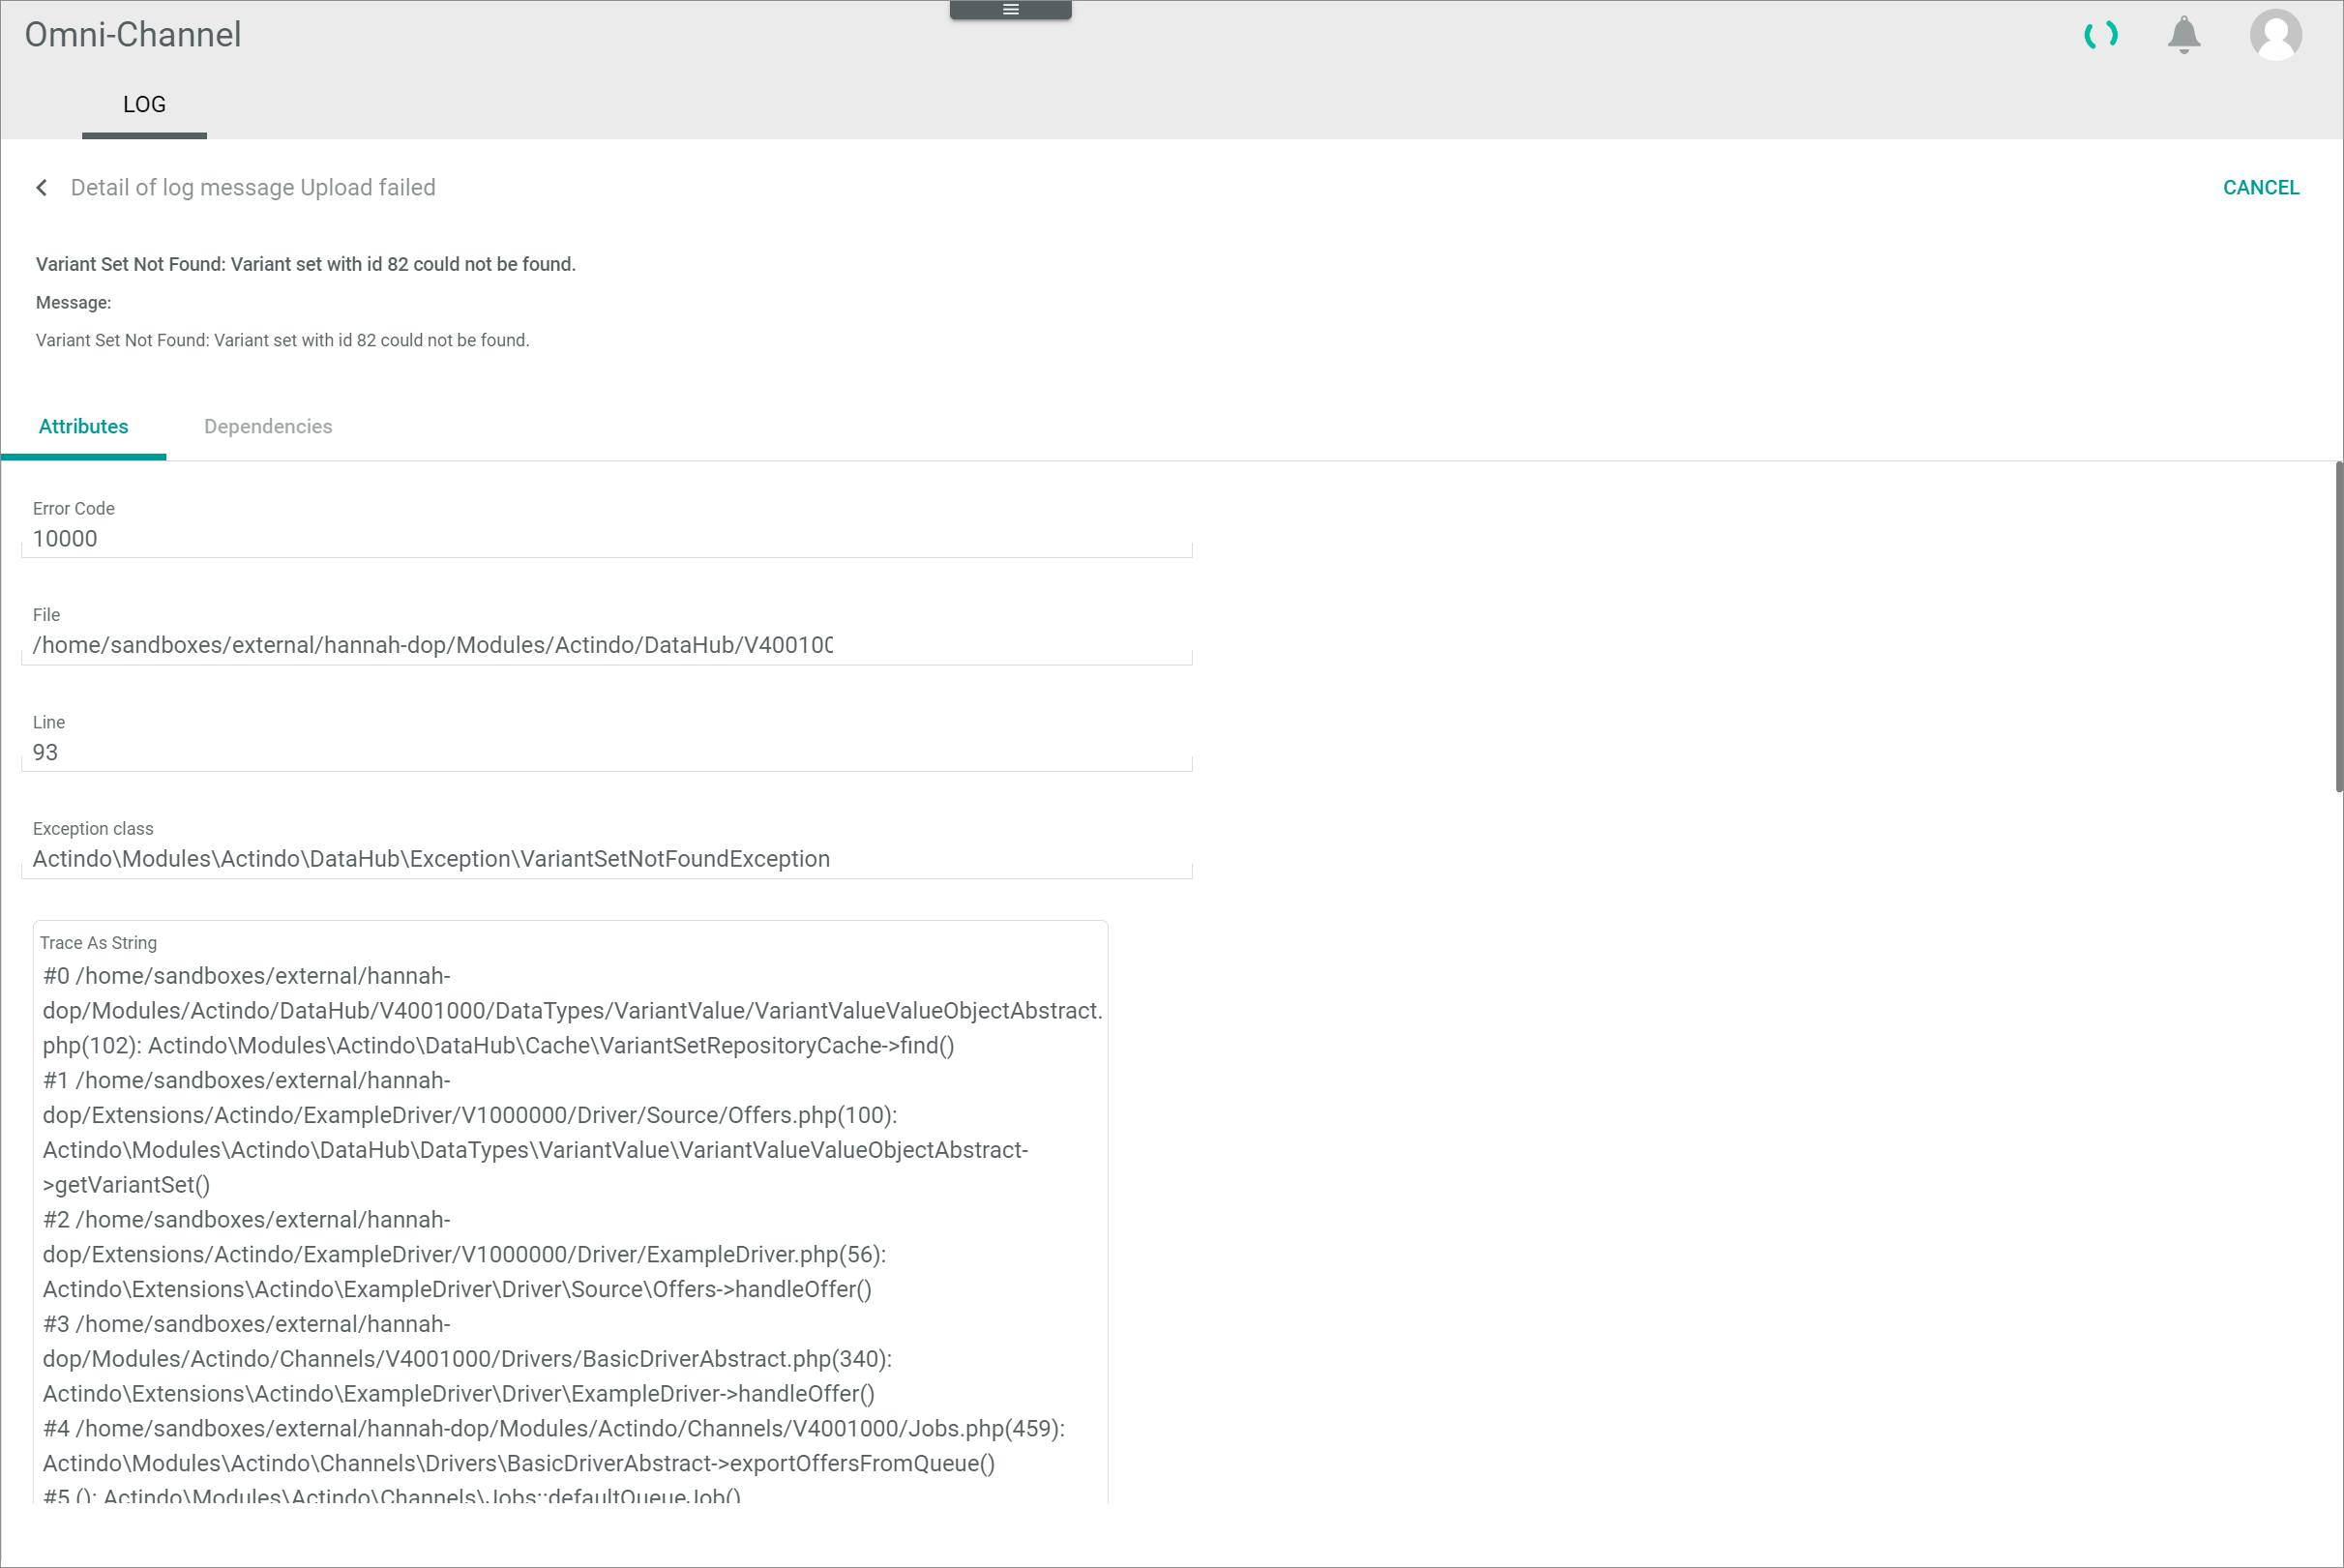 Omni-Channel
LOG
Detail of log message Upload failed
CANCEL
Variant Set Not Found: Variant set with id 82 could not be found.
Message:
Variant Set Not Found: Variant set with id 82 could not be found.
Attributes
Dependencies
Error Code
10000
File
/home/sandboxes/external/hannah-dop/Modules/Actindo/DataHub/V400100
Line
93
Exception class
Actindo\Modules\Actindo\DataHub\Exception\VariantSetNotFoundException
Trace As String
#0 /home/sandboxes/external/hannah-
dop/Modules/Actindo/DataHub/V4001000/DataTypes/VariantValue/VariantValueValueObjectAbstract.
php(102): Actindo\Modules\Actindo\DataHub\Cache\VariantSetRepositoryCache->find()
#1 /home/sandboxes/external/hannah-
dop/Extensions/Actindo/ExampleDriver/V1000000/Driver/Source/Offers.php(100):
Actindo\Modules\Actindo\DataHub\DataTypes\VariantValue\VariantValueValueObjectAbstract-
>getVariantSet()
#2 /home/sandboxes/external/hannah-
dop/Extensions/Actindo/ExampleDriver/V1000000/Driver/ExampleDriver.php(56):
Actindo\Extensions\Actindo\ExampleDriver\Driver\Source\Offers->handleOffer()
#3 /home/sandboxes/external/hannah-
dop/Modules/Actindo/Channels/V4001000/Drivers/BasicDriverAbstract.php(340):
Actindo\Extensions\Actindo\ExampleDriver\Driver\ExampleDriver->handleOffer()
#4 /home/sandboxes/external/hannah-dop/Modules/Actindo/Channels/V4001000/Jobs.php(459):
Actindo\Modules\Actindo\Channels\Drivers\BasicDriverAbstract->exportOffersFromQueue()
#5 (): Actindo\Modules\Actindo\Channels\Jobs::defaultQueueJob()